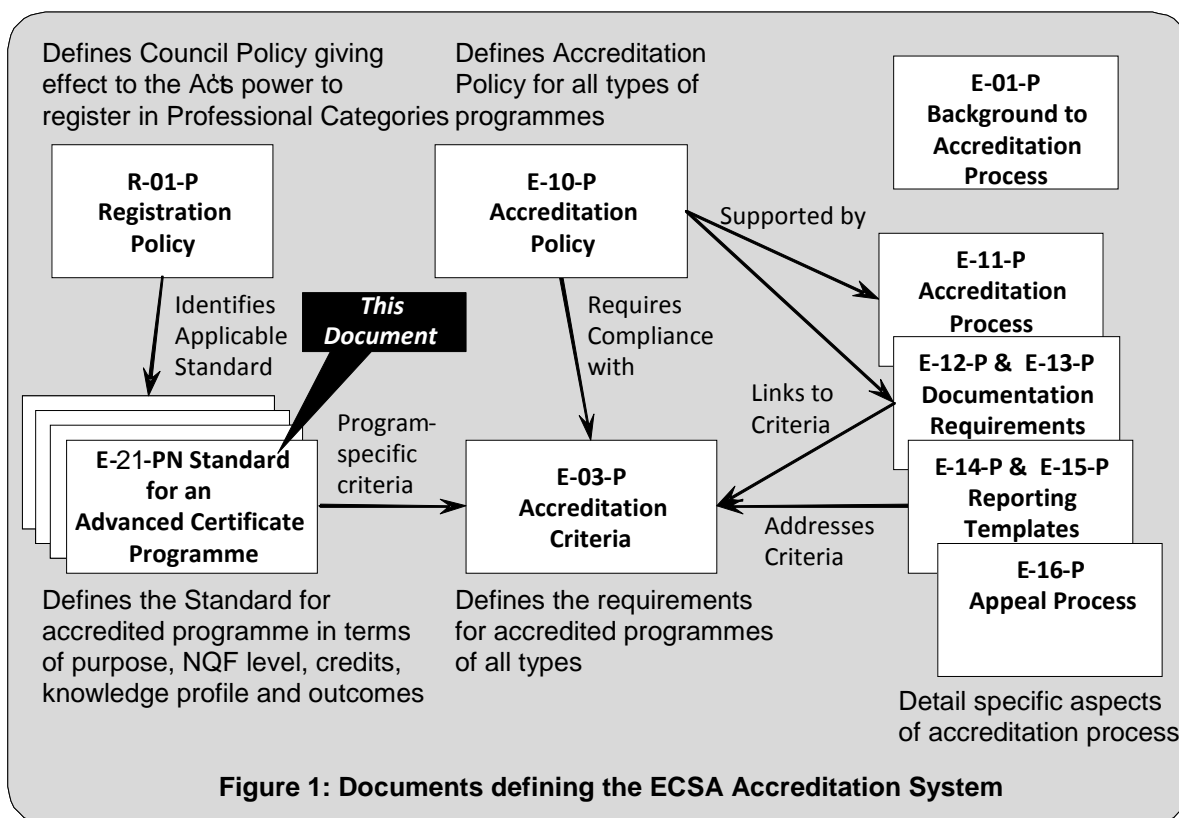 Defines Council Policy giving
effect to the Act's power to
register in Professional Categories
Defines Accreditation
Policy for all types of
programmes
E-01-P
Background to
Accreditation
Process
R-01-P
Registration
Policy
E-10-P
Accreditation
Policy
Supported by
E-11-P
Accreditation
Process
Identifies
Applicable
Standard
This
Document
Requires
Compliance
with
E-12-P & E-13-P
Documentation
Requirements
Links to
Criteria
E-21-PN Standard
for an
Advanced Certificate
Programme
Program-
specific
criteria
E-03-P
Accreditation
Criteria
E-14-P & E-15-P
Reporting
Templates
Addresses
Criteria
E-16-P
Appeal Process
Defines the Standard for
accredited programme in terms
of purpose, NQF level, credits,
knowledge profile and outcomes
Defines the requirements
for accredited programmes
of all types
Detail specific aspects
of accreditation process
Figure 1: Documents defining the ECSA Accreditation System